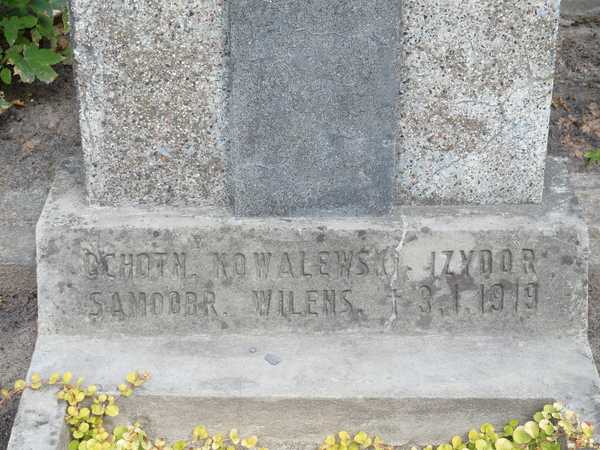 OCHOTN. KOWALEWSKI. IZYDOR
SAMOOBR. WILENS. † 3.1.1919